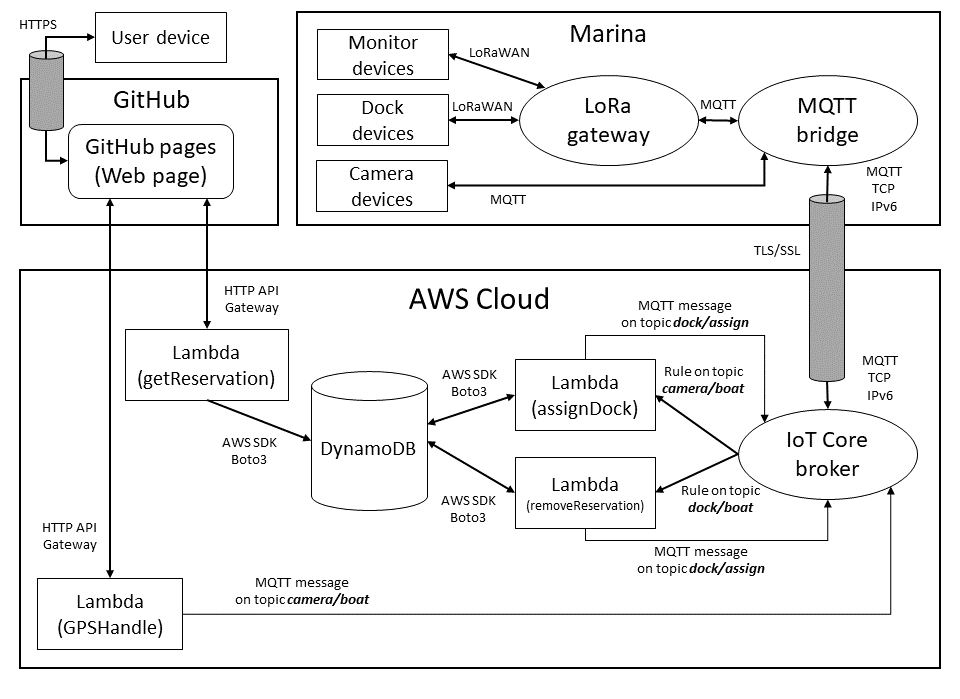 HTTPS
User device
GitHub
GitHub pages
(Web page)
Marina
Monitor
devices
LoRaWAN
Dock
devices
LoRaWAN
Camera
devices
MQTT
LoRa
gateway
MQTT
MQTT
bridge
MQTT
TCP
IPv6
TLS/SSL
AWS Cloud
HTTP API
Gateway
Lambda
(getReservation)
AWS SDK
Boto3
DynamoDB
AWS SDK
Boto3
AWS SDK
Boto3
MQTT message
on topic dock/assign
Lambda
(assignDock)
Rule on topic
camera/boat
MQTT
TCP
IPv6
IoT Core
broker
Lambda
(removeReservation)
Rule on topic
dock/boat
MQTT message
on topic dock/assign
HTTP API
Gateway
Lambda
(GPSHandle)
MQTT message
on topic camera/boat